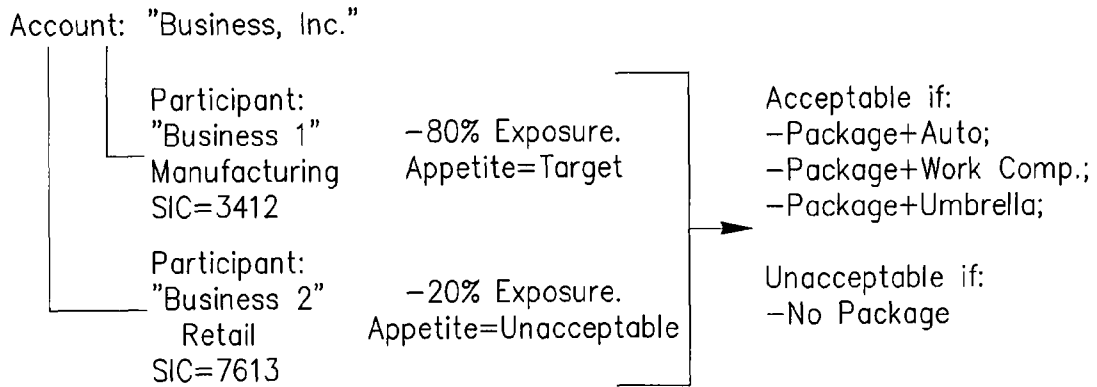 Account: "Business, Inc."
Participant:
"Business 1"
Manufacturing
SIC=3412
-80% Exposure.
Appetite=Target
Participant:
"Business 2"
Retail
SIC=7613
-20% Exposure.
Appetite=Unacceptable
Acceptable if:
-Package+Auto;
-Package+Work Comp.;
-Package+Umbrella;
Unacceptable if:
-No Package